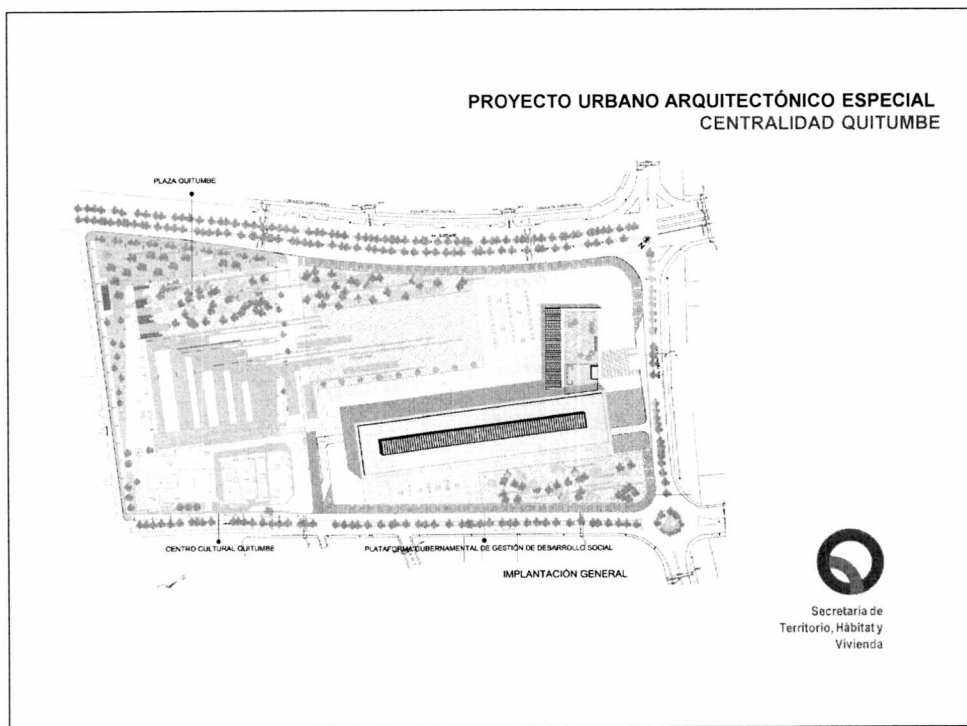 PROYECTO URBANO ARQUITECTÓNICO ESPECIAL
CENTRALIDAD QUITUMBE
PLAZA QUITUMBE
CENTRO CULTURAL QUITUMBE
PLATAFORMA GUBERNAMENTAL DE GESTIÓN DE DESARROLLO SOCIAL
IMPLANTACIÓN GENERAL
Secretaría de
Territorio, Hábitat y
Vivienda